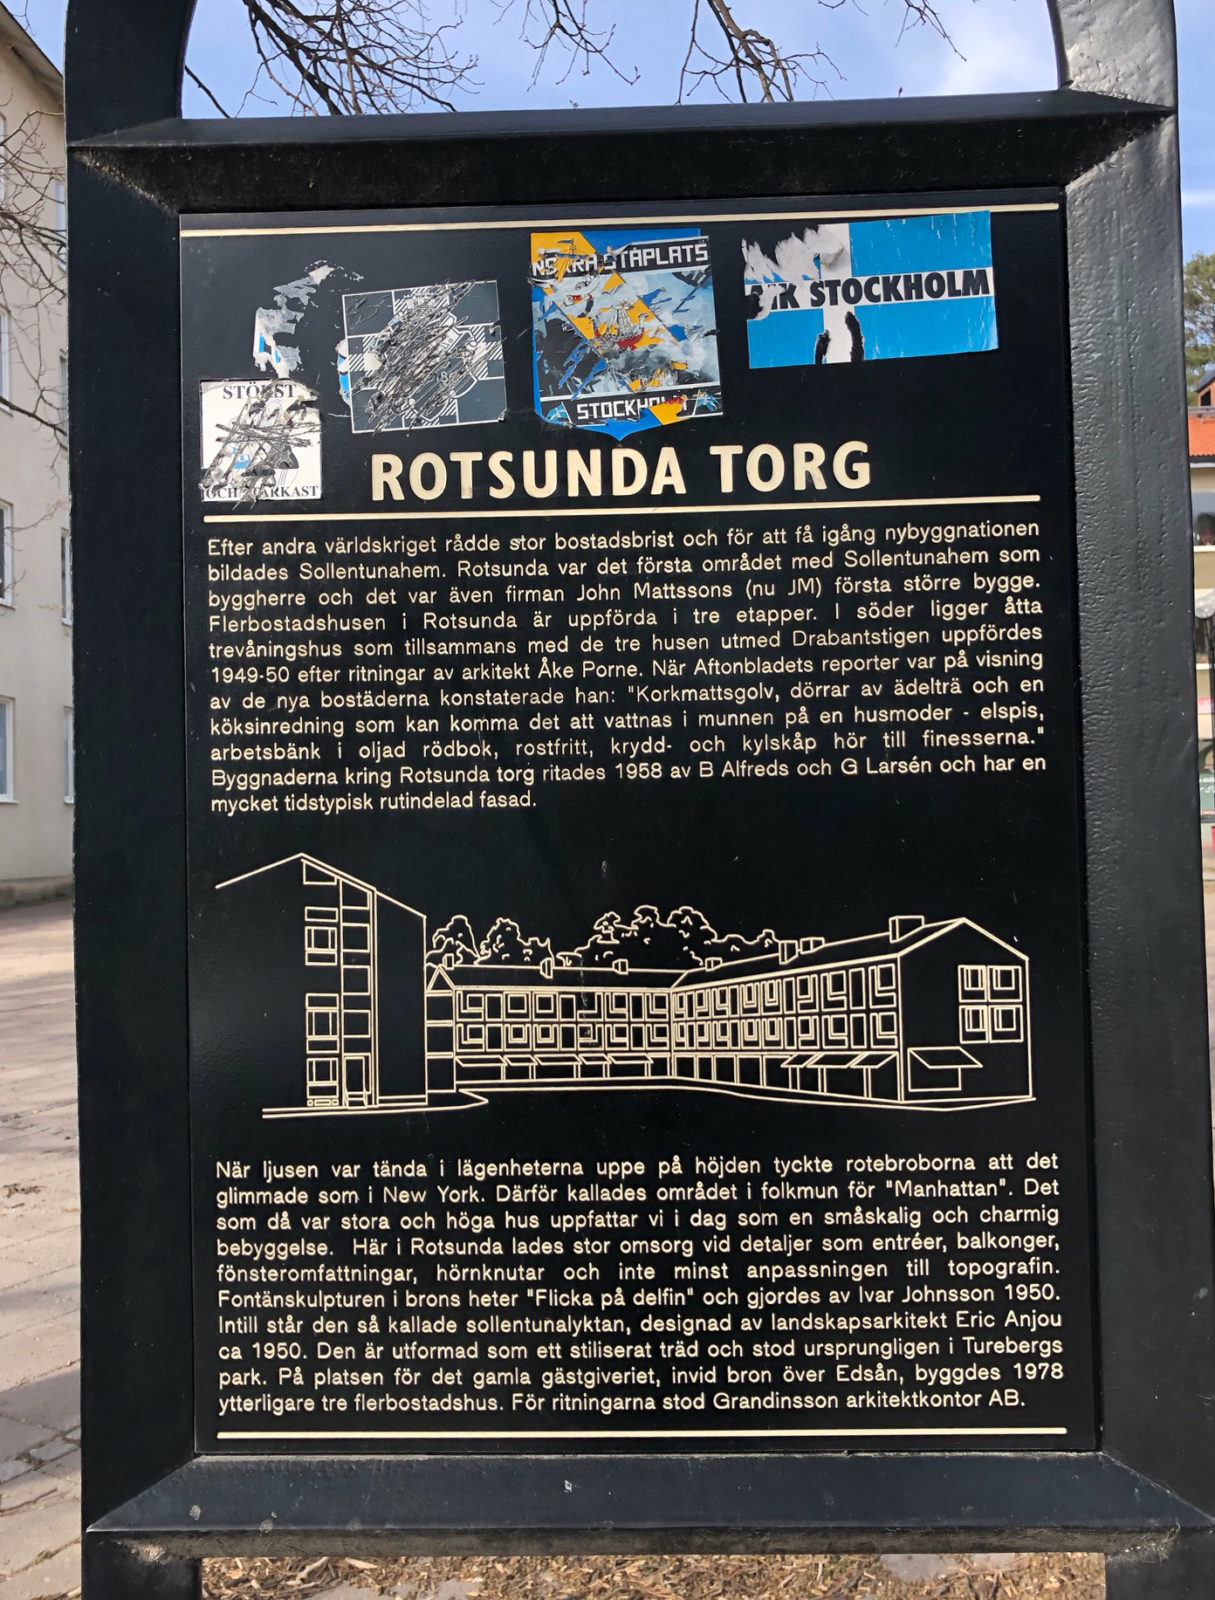 STAPLATS
STOCKHOLM
STOCKHOLM
ROTSUNDA TORG
Efter andra världskriget rådde stor bostadsbrist och för att få igång nybyggnationen
bildades Sollentunahem. Rotsunda var det första området med Sollentunahem som
byggherre och det var även firman John Mattssons (nu JM) första större bygge.
Flerbostadshusen i Rotsunda är uppförda i tre etapper. I söder ligger åtta
trevåningshus som tillsammans med de tre husen utmed Drabantstigen uppfördes
1949-50 efter ritningar av arkitekt Åke Porne. När Aftonbladets reporter var på visning
av de nya bostäderna konstaterade han: "Korkmattsgolv, dörrar av ädelträ och en
köksinredning som kan komma det att vattnas i munnen på en husmoder - elspis,
arbetsbänk i oljad rödbok, rostfritt, krydd- och kylskåp hör till finesserna."
Byggnaderna kring Rotsunda torg ritades 1958 av B Alfreds och G Larsén och har en
mycket tidstypisk rutindelad fasad.
När ljusen var tända i lägenheterna uppe på höjden tyckte rotebroborna att det
glimmade som i New York. Därför kallades området i folkmun för "Manhattan". Det
som då var stora och höga hus uppfattar vi i dag som en småskalig och charmig
bebyggelse. Här i Rotsunda lades stor omsorg vid detaljer som entréer, balkonger,
fönsteromfattningar, hörnknutar och inte minst anpassningen till topografin.
Fontänskulpturen i brons heter "Flicka på delfin" och gjordes av Ivar Johnsson 1950.
Intill står den så kallade sollentunalyktan, designad av landskapsarkitekt Eric Anjou
ca 1950. Den är utformad som ett stiliserat träd och stod ursprungligen i Turebergs
park. På platsen för det gamla gästgiveriet, invid bron över Edsån, byggdes 1978
ytterligare tre flerbostadshus. För ritningarna stod Grandinsson arkitektkontor AB.